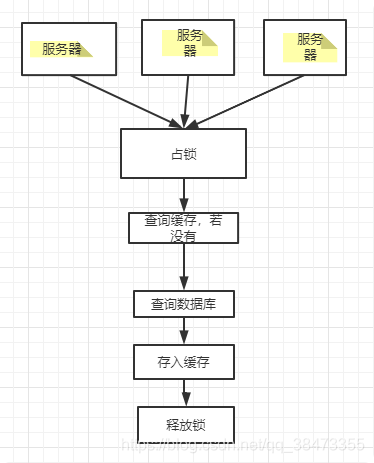 服务器
服务
器
服务
器
占锁
查询缓存，若
没有
查询数据库
存入缓存
释放锁
https://blog.csdn.net/qq_38473355